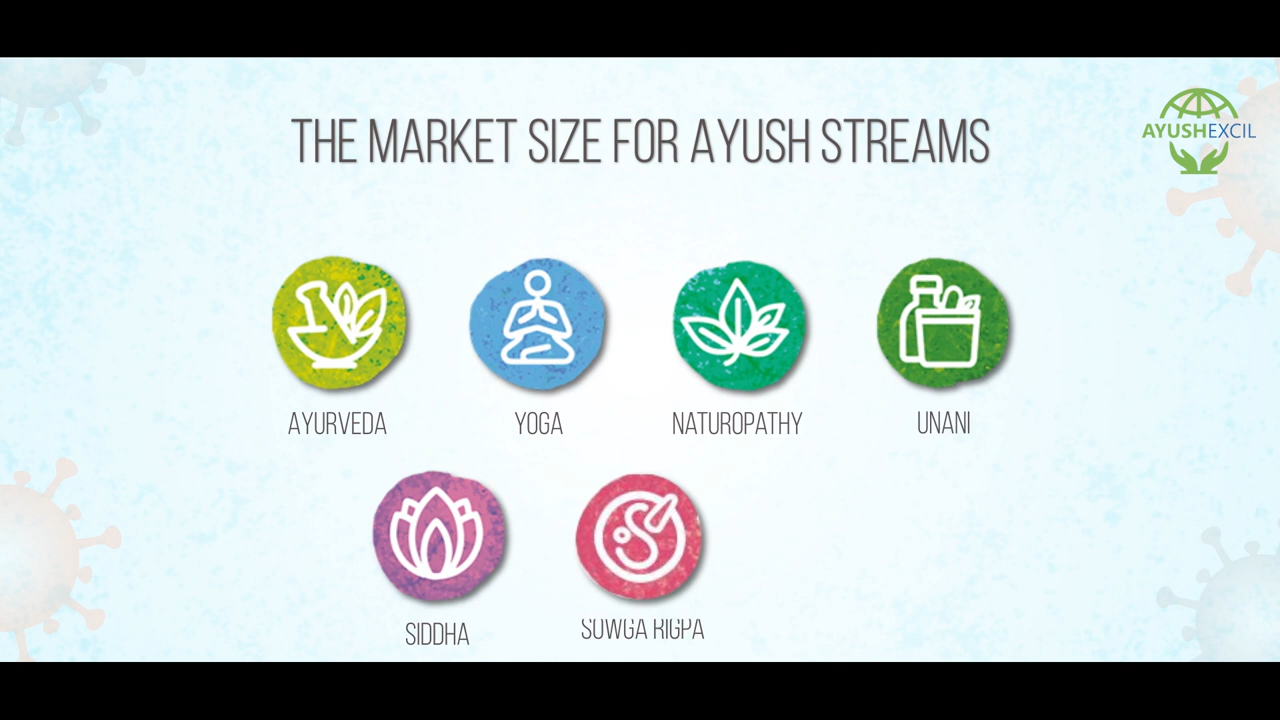 THE MARKET SIZE FOR AYUSH STREAMS
AYUSHEXCIL
AYURVEDA
YOGA
NATUROPATHY
UNANI
SIDDHA
SOWGA RIGPA